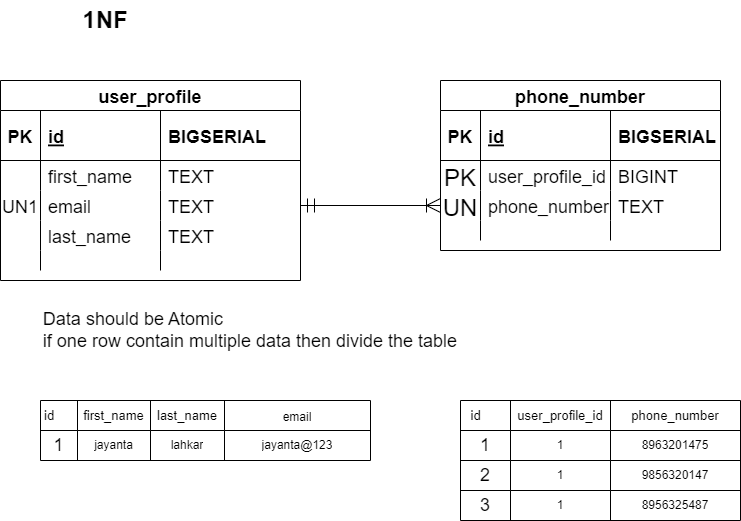 1NF
user_profile
PK id BIGSERIAL
first_name TEXT
UN1 email TEXT
last_name TEXT
phone_number
PK id BIGSERIAL
PK user_profile_id BIGINT
UN phone_number TEXT
Data should be Atomic
if one row contain multiple data then divide the table
id first_name last_name email
1 jayanta lahkar jayanta@123
id user_profile_id phone_number
1 1 8963201475
2 1 9856320147
3 1 8956325487